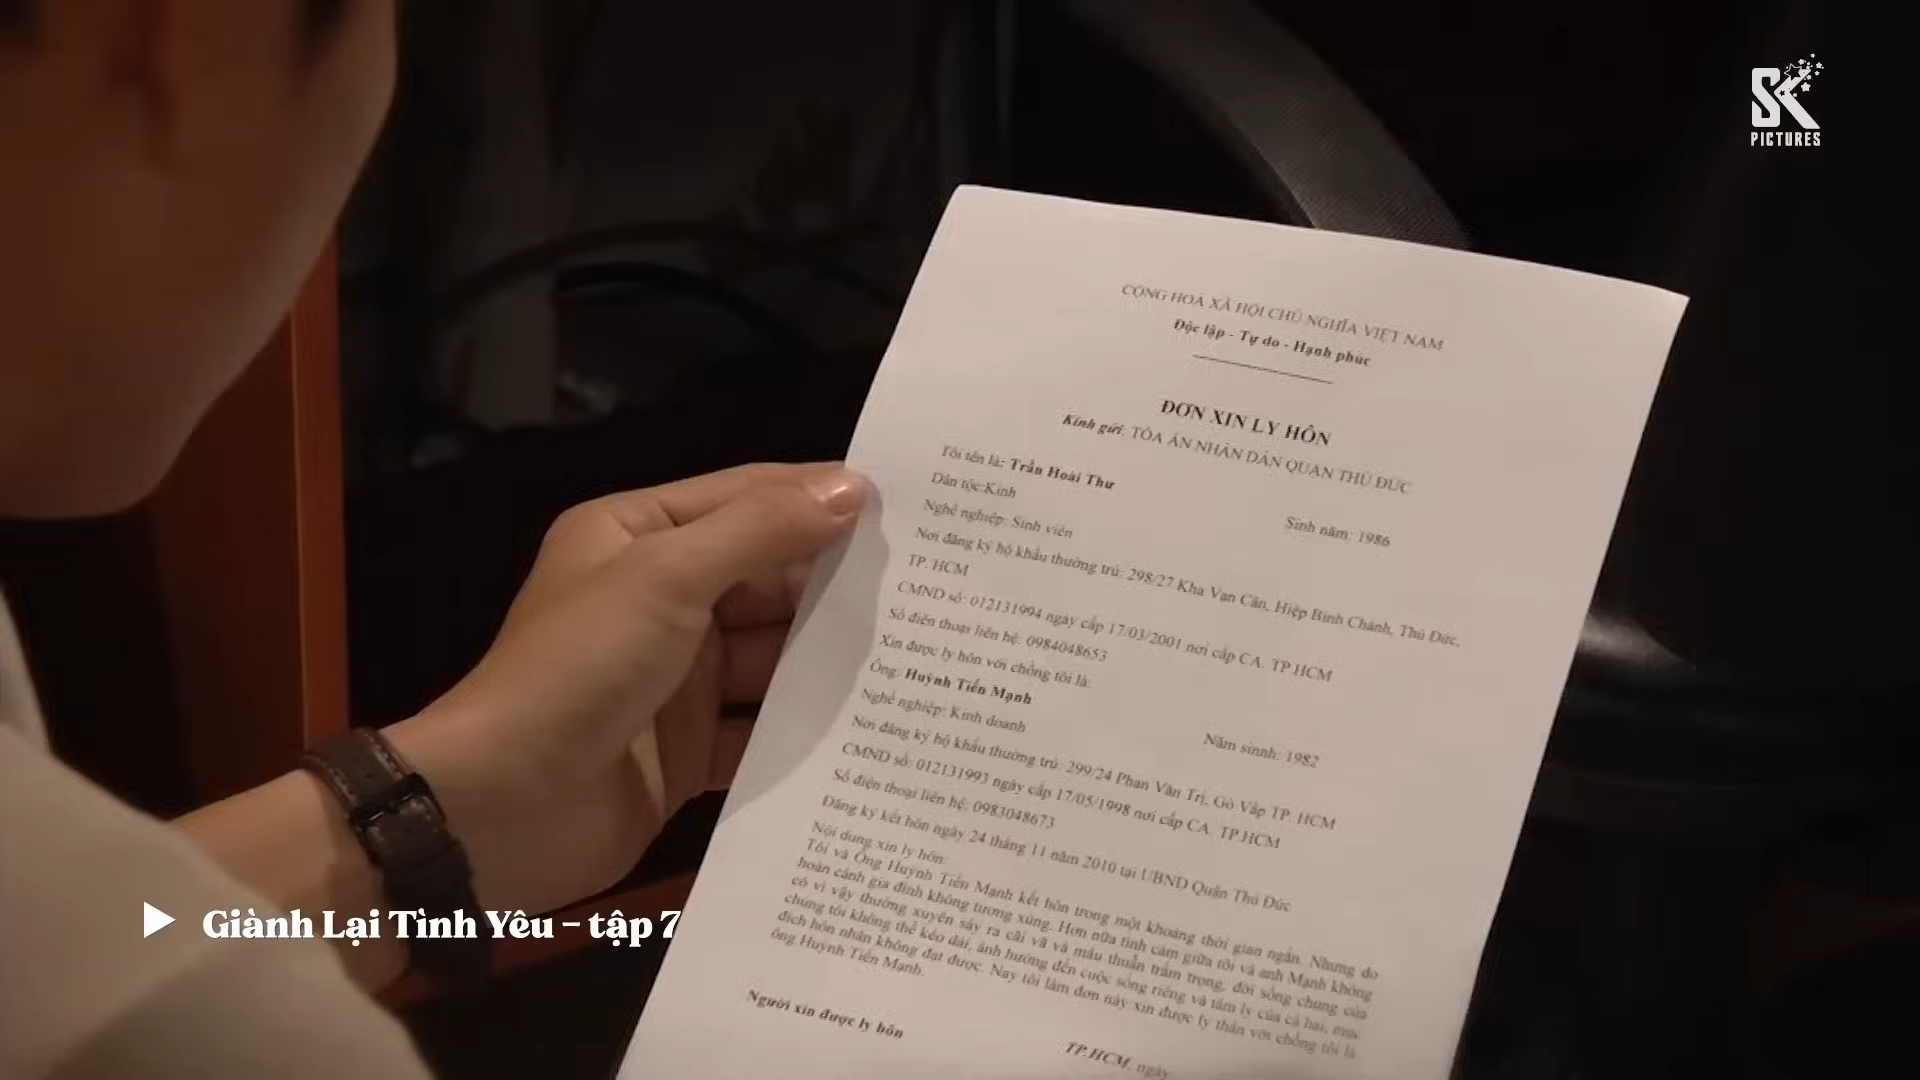 SK
PICTURES
CỘNG HOÀ XÃ HỘI CHỦ NGHĨA VIỆT NAM
Độc lập - Tự do - Hạnh phúc
ĐƠN XIN LY HÔN
Kính gửi: TÒA ÁN NHÂN DÂN QUẬN THỦ ĐỨC
Tôi tên là: Trần Hoài Thư
Sinh năm: 1986
Dân tộc:Kinh
Nghề nghiệp: Sinh viên
Nơi đăng ký hộ khẩu thường trú: 298/27 Kha Vạn Cân, Hiệp Bình Chánh, Thủ Đức,
TP. HCM
CMND số: 012131994 ngày cấp 17/03/2001 nơi cấp CA. TP.HCM
Số điện thoại liên hệ: 0984048653
Xin được ly hôn với chồng tôi là:
Ông: Huỳnh Tiến Mạnh
Năm sinnh: 1982
Nghề nghiệp: Kinh doanh
Nơi đăng ký hộ khẩu thường trú: 299/24 Phan Văn Trị, Gò Vấp TP. HCM
CMND số: 012131993 ngày cấp 17/05/1998 nơi cấp CA. TP.HCM
Số điện thoại liên hệ: 0983048673
Đăng ký kết hôn ngày 24 tháng 11 năm 2010 tại UBND Quận Thủ Đức
Nội dung xin ly hôn:
Tôi và Ông Huỳnh Tiến Mạnh kết hôn trong một khoảng thời gian ngắn. Nhưng do
hoàn cảnh gia đình không tương xứng. Hơn nữa tình cảm giữa tôi và anh Mạnh không
có vì vậy thường xuyên sảy ra cãi vã và mâu thuẫn trầm trọng, đời sống chung của
chúng tôi không thể kéo dài, ảnh hưởng đến cuộc sống riêng và tâm lý của cả hai, mục
đích hôn nhân không đạt được. Nay tôi làm đơn này xin được ly thân với chồng tôi là
ông Huỳnh Tiến Mạnh.
Người xin được ly hôn
TP.HCM, ngày
Giành Lại Tình Yêu – tập 7